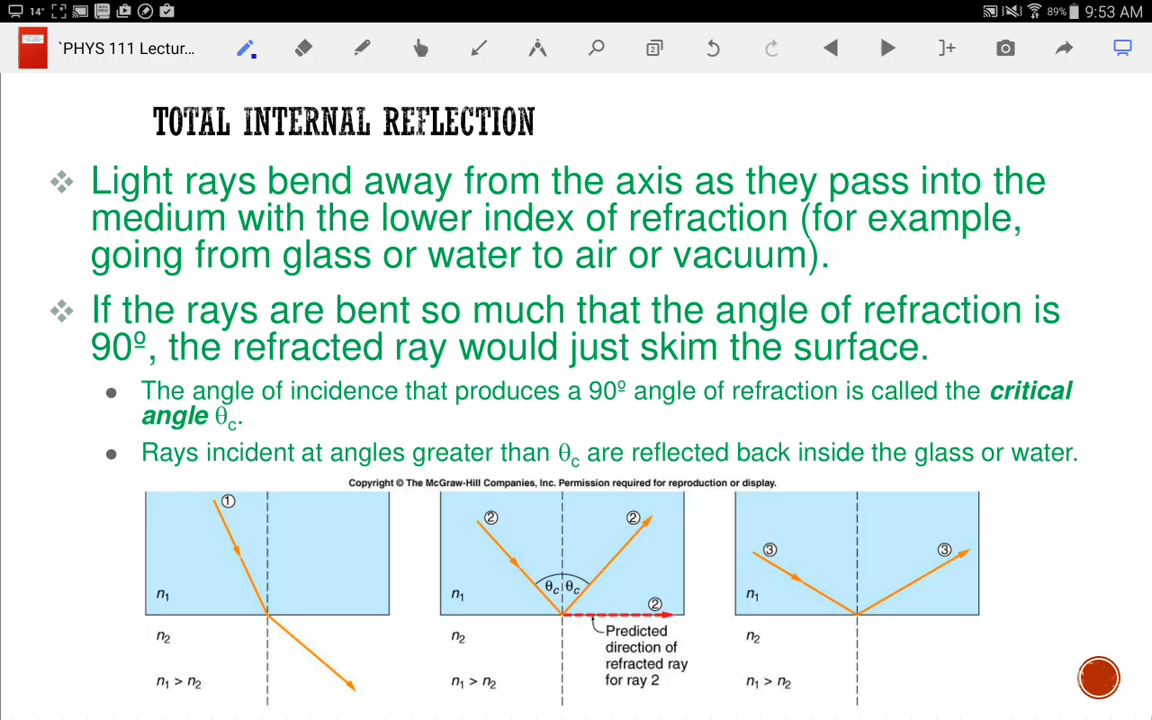 14°
89% 9:53 AM
`PHYS 111 Lectur...
2
TOTAL INTERNAL REFLECTION
❖ Light rays bend away from the axis as they pass into the
medium with the lower index of refraction (for example,
going from glass or water to air or vacuum).
❖ If the rays are bent so much that the angle of refraction is
90º, the refracted ray would just skim the surface.
● The angle of incidence that produces a 90º angle of refraction is called the critical
angle θc.
● Rays incident at angles greater than θc are reflected back inside the glass or water.
Copyright © The McGraw-Hill Companies, Inc. Permission required for reproduction or display.
①
n1
n2
n1 > n2
② ②
θc θc
n1
②
n2
Predicted
direction of
refracted ray
for ray 2
n1 > n2
③ ③
n1
n2
n1 > n2